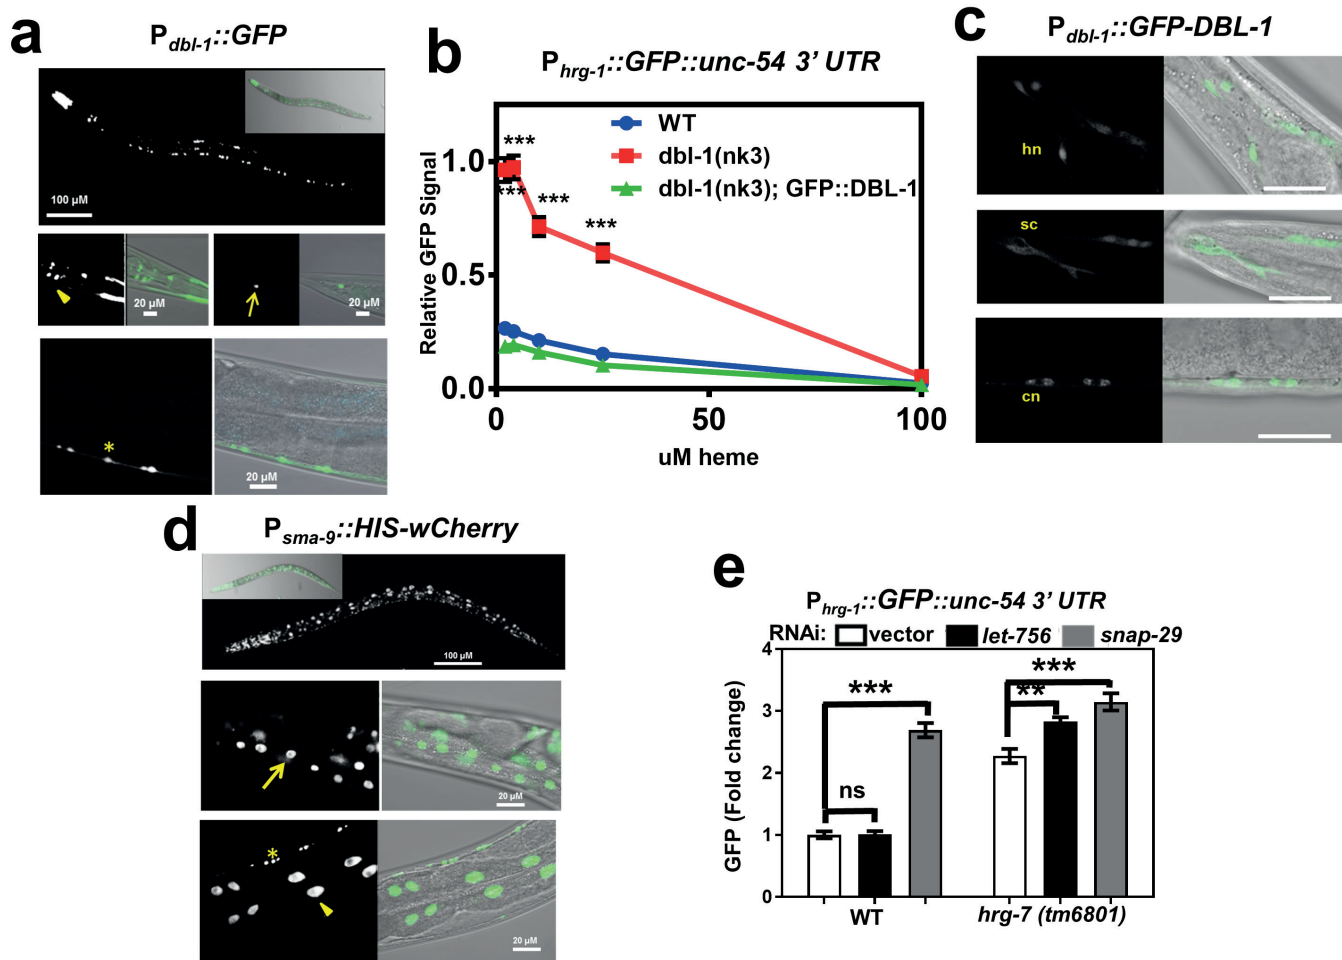 a
P dbl-1::GFP
100 µM
20 µM
20 µM
*
20 µM
b
P hrg-1::GFP::unc-54 3’ UTR
WT
dbl-1(nk3)
dbl-1(nk3); GFP::DBL-1
***
***
***
***
1.0
0.5
0.0
Relative GFP Signal
0
50
100
uM heme
c
P dbl-1::GFP-DBL-1
hn
sc
cn
d
P sma-9::HIS-wCherry
100 µM
20 µM
*
20 µM
e
P hrg-1::GFP::unc-54 3’ UTR
RNAi: vector let-756 snap-29
4
3
2
1
0
GFP (Fold change)
***
ns
***
**
WT
hrg-7 (tm6801)